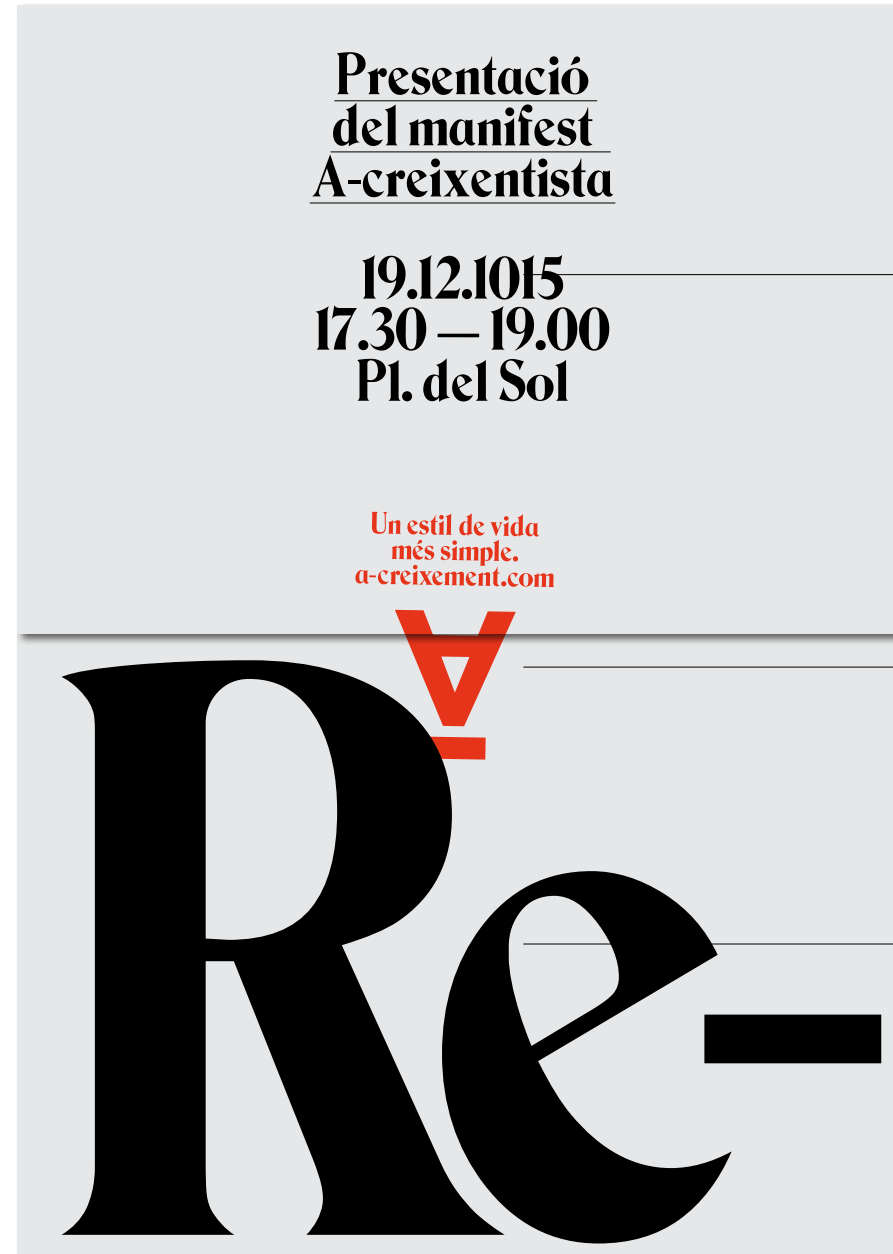 Presentació
del manifest
A-creixentista
19.12.1015
17.30 — 19.00
Pl. del Sol
Un estil de vida
més simple.
a-creixement.com
A
Re-